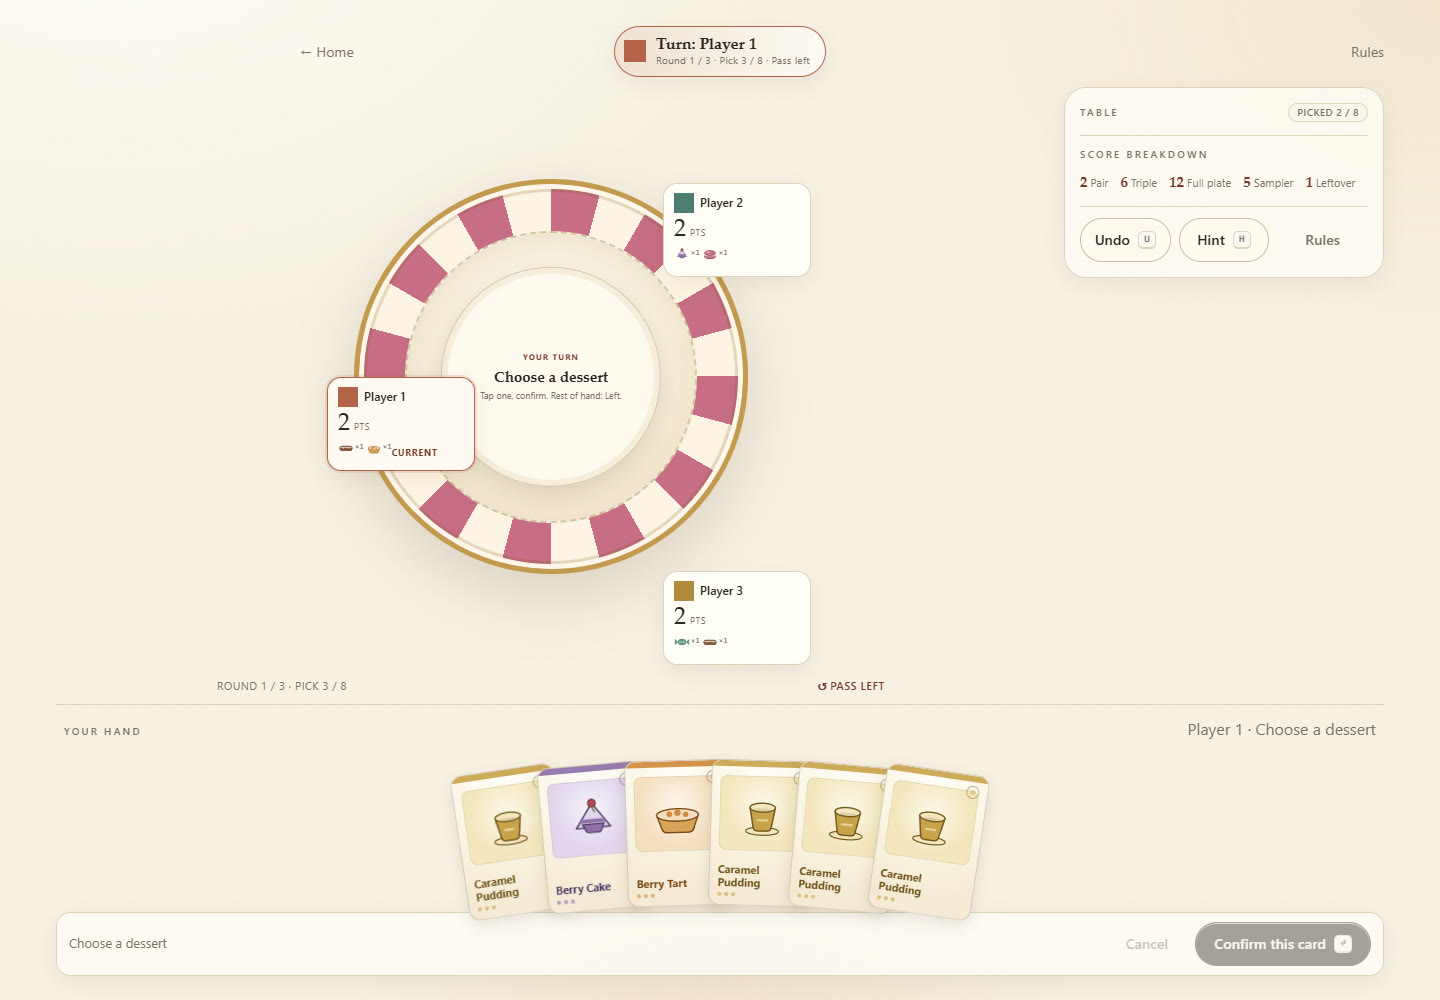 ← Home
Turn: Player 1
Round 1 / 3 · Pick 3 / 8 · Pass left
Rules
TABLE
PICKED 2 / 8
SCORE BREAKDOWN
2 Pair 6 Triple 12 Full plate 5 Sampler 1 Leftover
Undo U
Hint H
Rules
Player 2
2 PTS
×1 ×1
YOUR TURN
Choose a dessert
Tap one, confirm. Rest of hand: Left.
Player 1
2 PTS
×1 ×1
CURRENT
Player 3
2 PTS
×1 ×1
ROUND 1 / 3 · PICK 3 / 8
↺ PASS LEFT
YOUR HAND
Player 1 · Choose a dessert
Caramel
Pudding
Berry Cake
Berry Tart
Caramel
Pudding
Caramel
Pudding
Caramel
Pudding
Choose a dessert
Cancel
Confirm this card